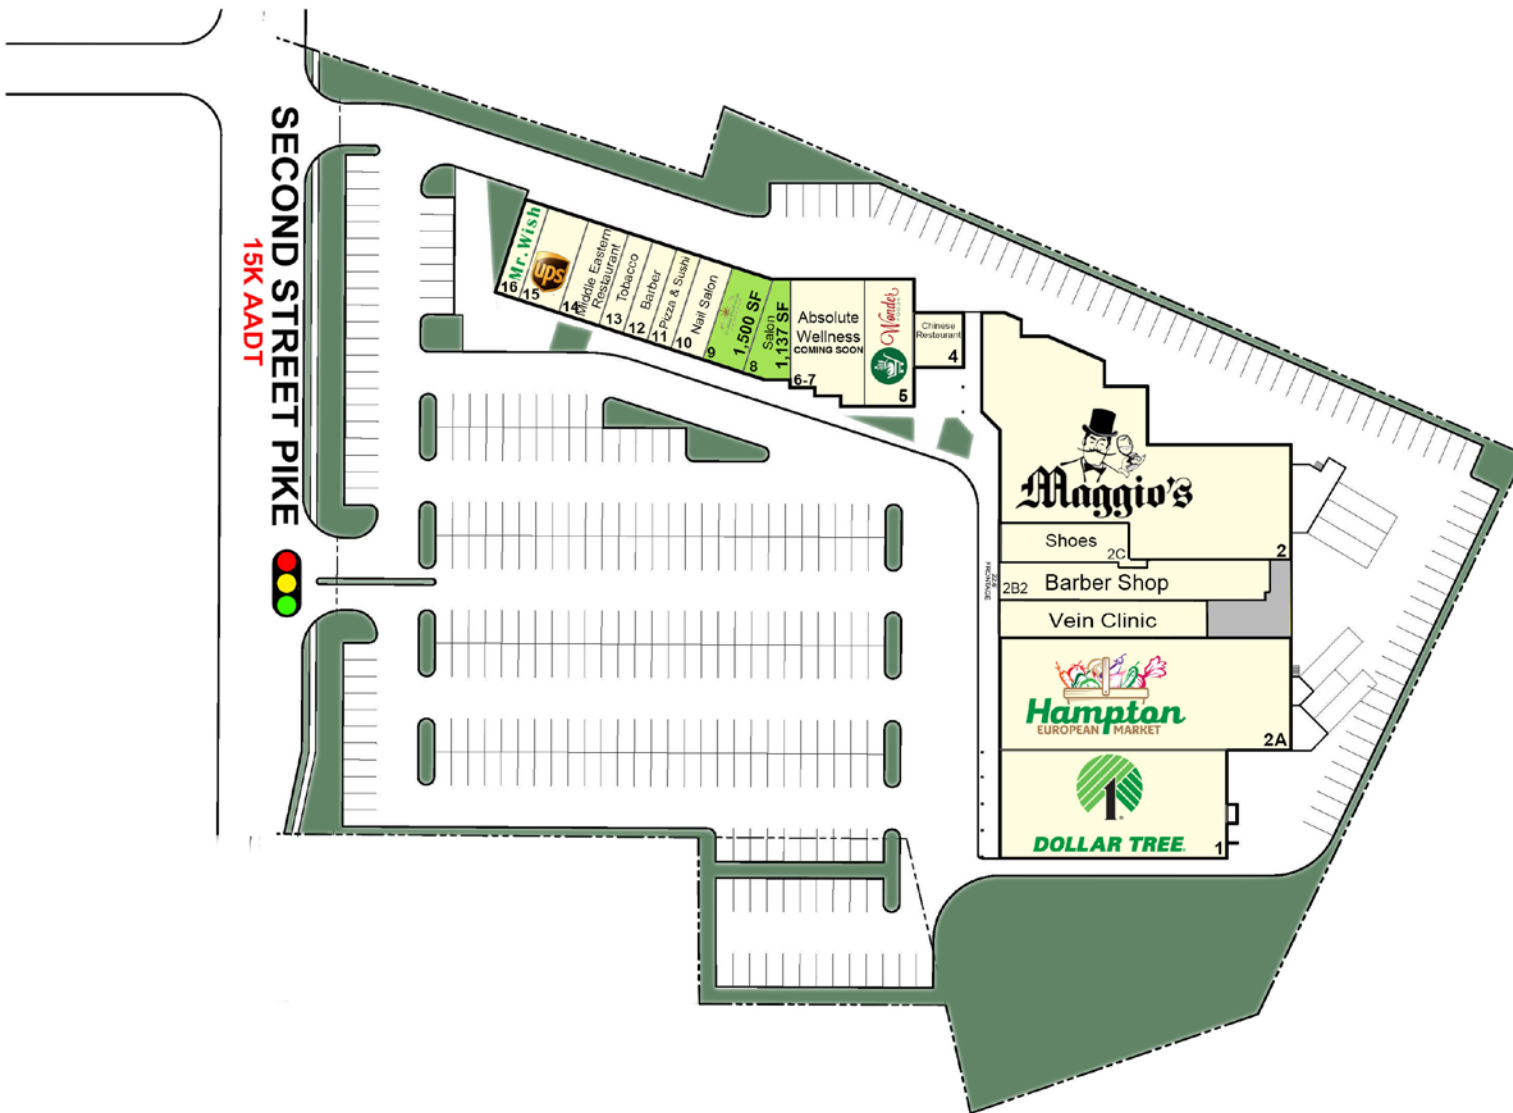 SECOND STREET PIKE
15K AADT
Mr. Wish
16
ups
15
Middle Eastern
Restaurant
14
Tobacco
13
Barber
12
Pizza & Sushi
11
Nail Salon
10
1,500 SF
9
Salon
1,137 SF
8
Absolute
Wellness
COMING SOON
6-7
Wonder
5
Chinese
Restaurant
4
Maggio's
2
Shoes
2C
FRONTAGE
2B2
Barber Shop
Vein Clinic
Hampton
EUROPEAN MARKET
2A
1
DOLLAR TREE
1